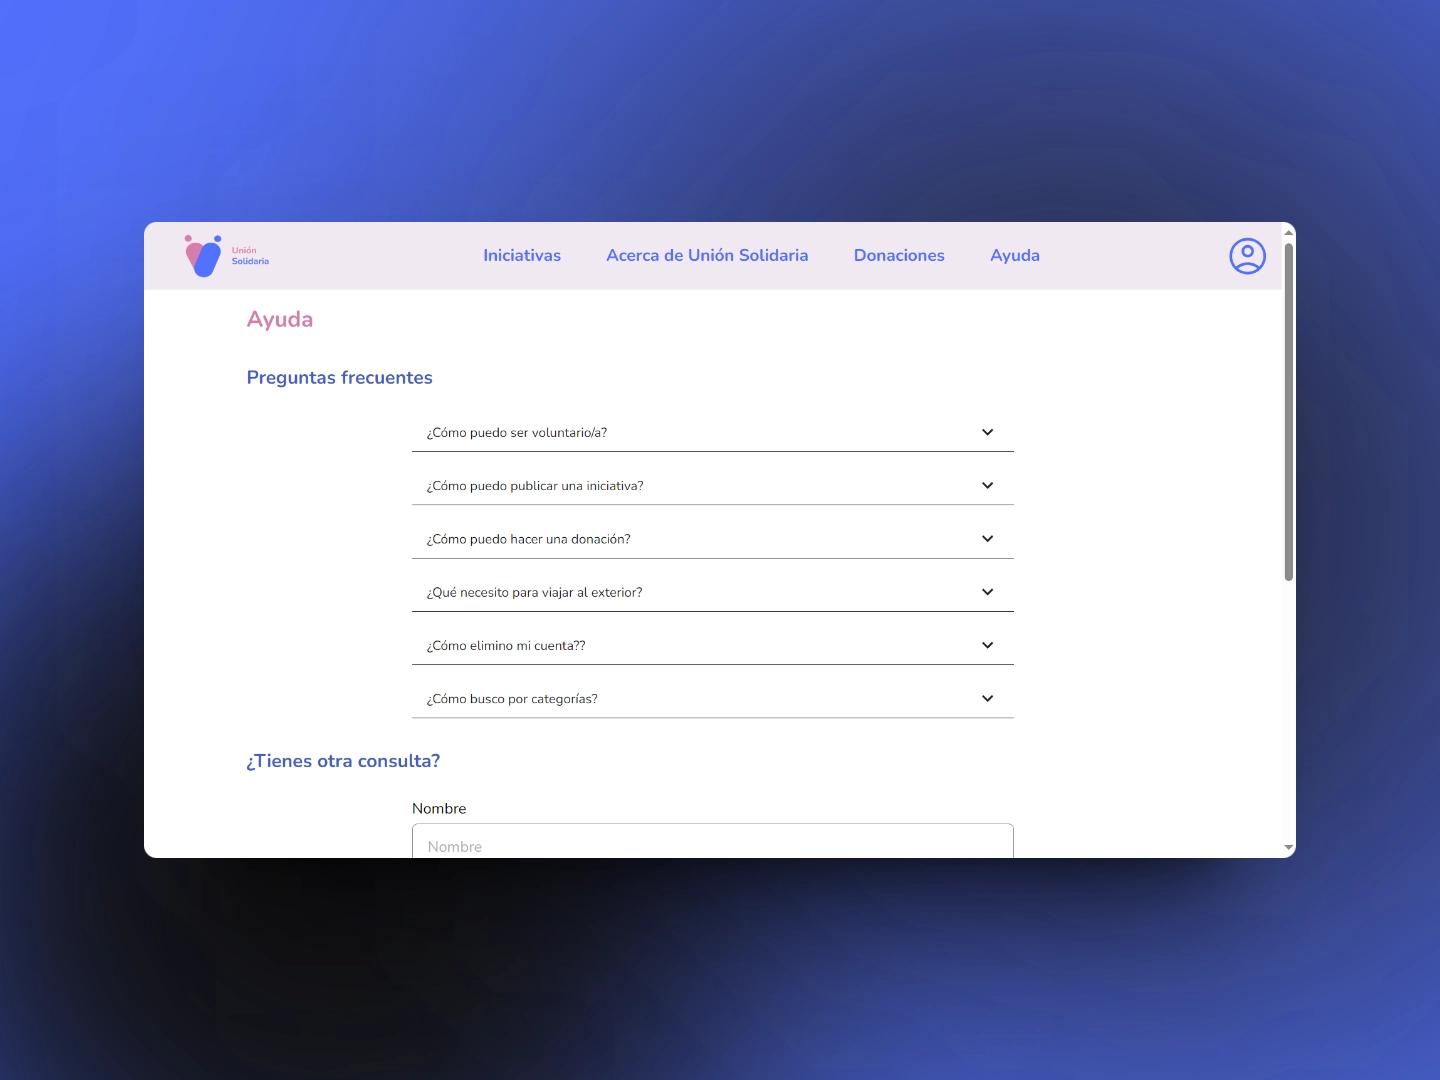 Unión
Solidaria
Iniciativas
Acerca de Unión Solidaria
Donaciones
Ayuda
Ayuda
Preguntas frecuentes
¿Cómo puedo ser voluntario/a?
¿Cómo puedo publicar una iniciativa?
¿Cómo puedo hacer una donación?
¿Qué necesito para viajar al exterior?
¿Cómo elimino mi cuenta??
¿Cómo busco por categorías?
¿Tienes otra consulta?
Nombre
Nombre